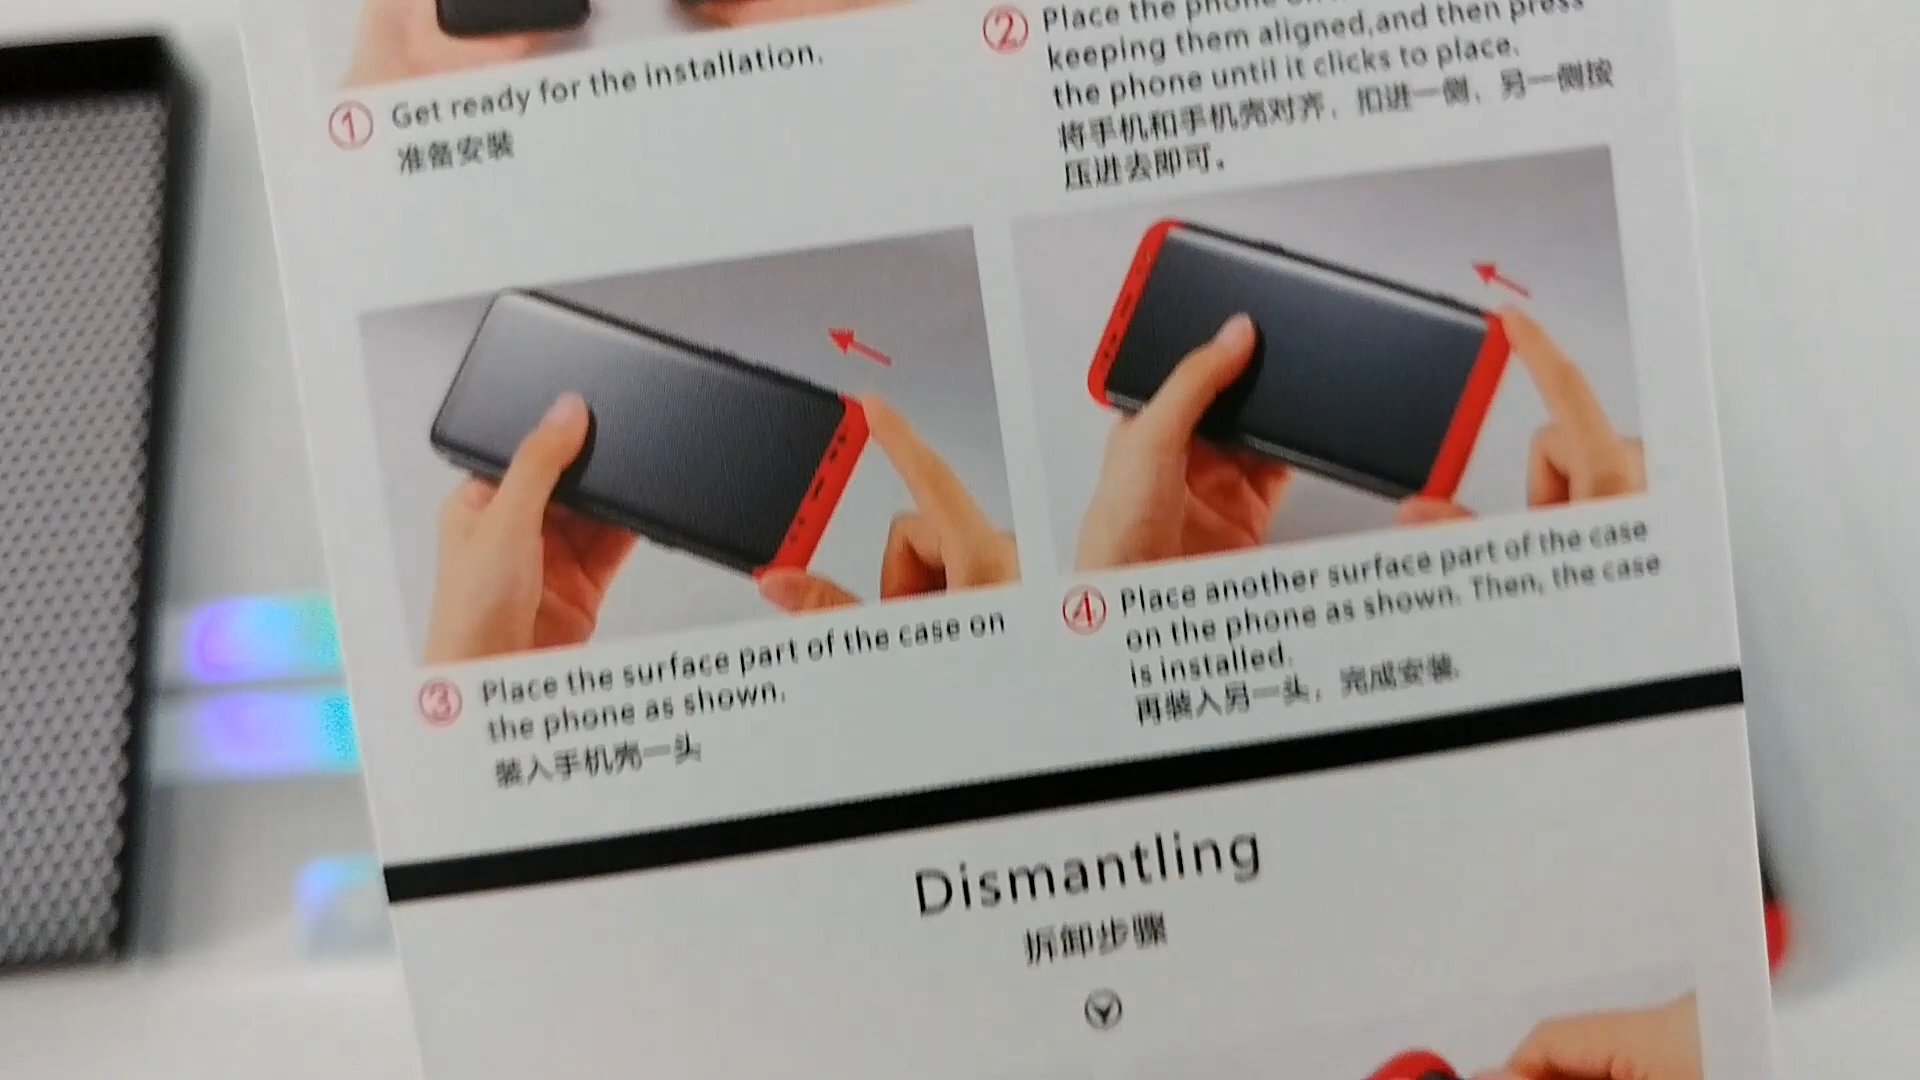 ① Get ready for the installation.
准备安装
② Place the phone
keeping them aligned,and then press
the phone until it clicks to place.
将手机和手机壳对齐，扣进一侧，另一侧按
压进去即可。
③ Place the surface part of the case on
the phone as shown.
装入手机壳一头
④ Place another surface part of the case
on the phone as shown. Then, the case
is installed.
再装入另一头，完成安装.
Dismantling
拆卸步骤